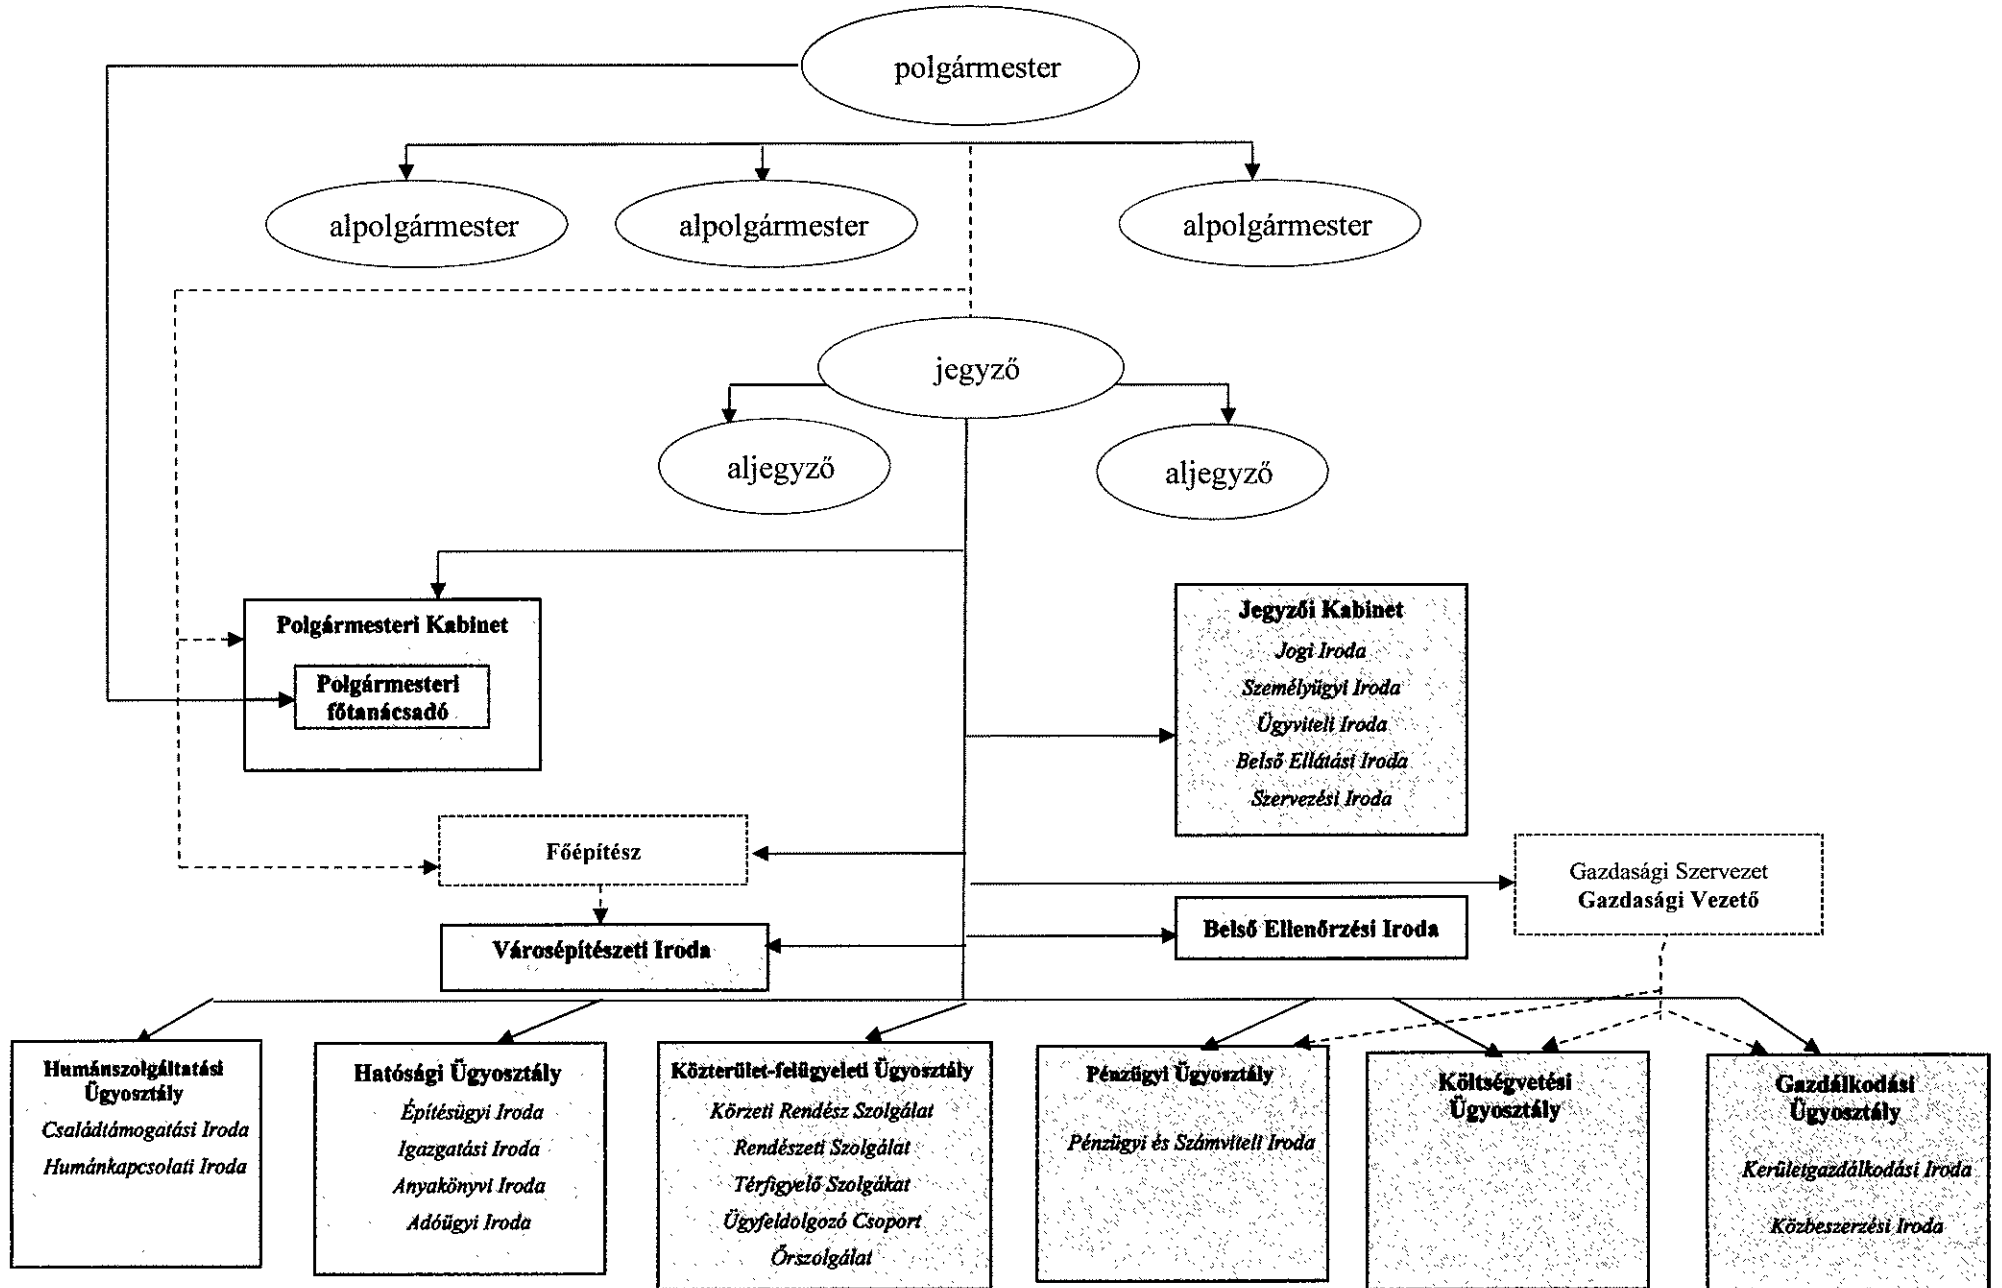 polgármester
alpolgármester
alpolgármester
alpolgármester
jegyző
aljegyző
aljegyző
Polgármesteri Kabinet
Polgármesteri
főtanácsadó
Jegyzői Kabinet
Jogi Iroda
Személyügyi Iroda
Ügyviteli Iroda
Belső Ellátási Iroda
Szervezési Iroda
Főépítész
Gazdasági Szervezet
Gazdasági Vezető
Városépítészeti Iroda
Belső Ellenőrzési Iroda
Humánszolgáltatási
Ügyosztály
Családtámogatási Iroda
Humánkapcsolati Iroda
Hatósági Ügyosztály
Építésügyi Iroda
Igazgatási Iroda
Anyakönyvi Iroda
Adóügyi Iroda
Közterület-felügyeleti Ügyosztály
Körzeti Rendész Szolgálat
Rendészeti Szolgálat
Térfigyelő Szolgákat
Ügyfeldolgozó Csoport
Őrszolgálat
Pénzügyi Ügyosztály
Pénzügyi és Számviteli Iroda
Költségvetési
Ügyosztály
Gazdálkodási
Ügyosztály
Kerületgazdálkodási Iroda
Közbeszerzési Iroda